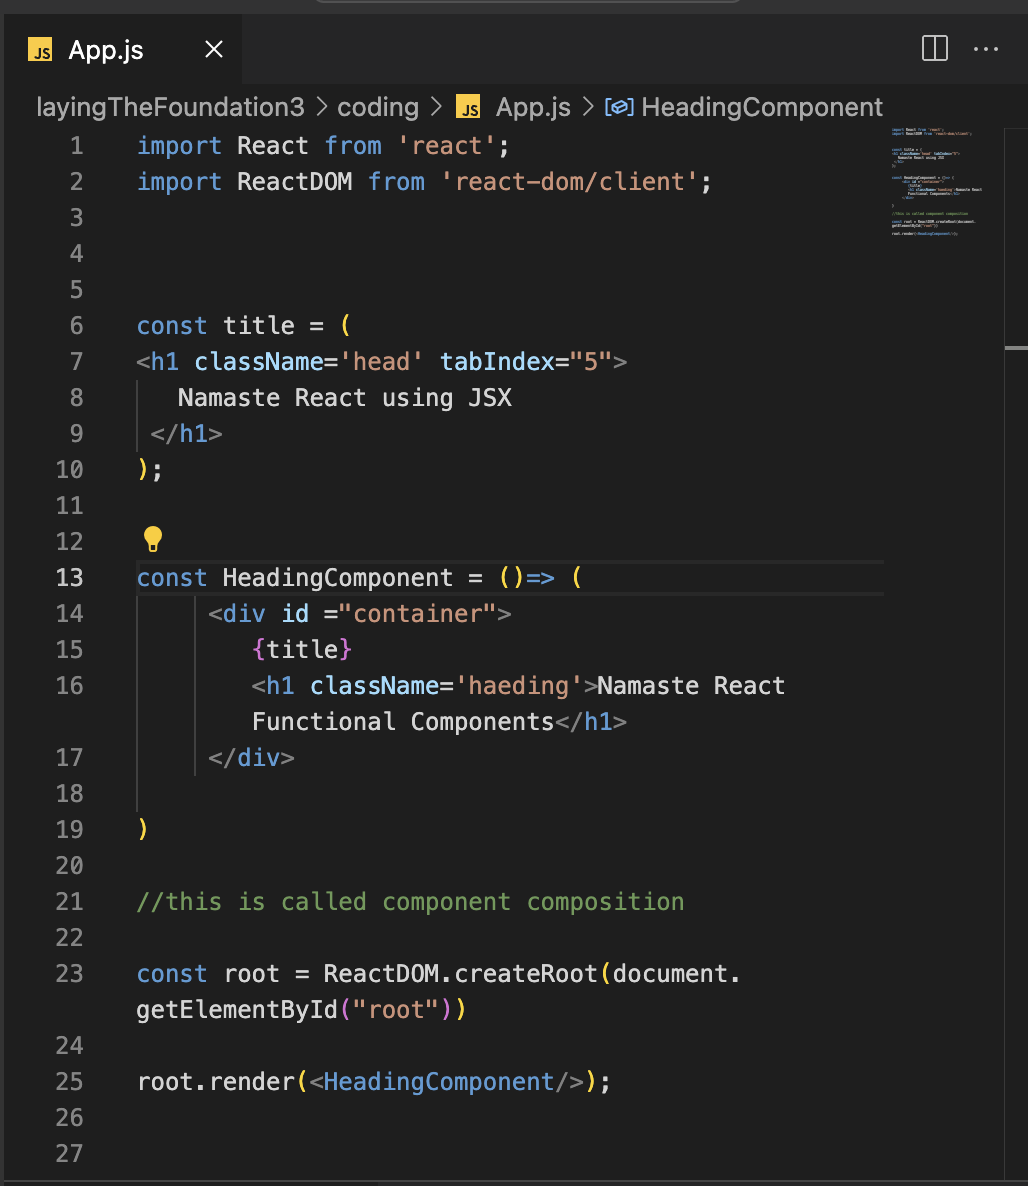 JS App.js
layingTheFoundation3 > coding > JS App.js > HeadingComponent
1 import React from 'react';
2 import ReactDOM from 'react-dom/client';
3
4
5
6 const title = (
7 <h1 className='head' tabIndex="5">
8 Namaste React using JSX
9 </h1>
10 );
11
12
13 const HeadingComponent = ()=> (
14 <div id ="container">
15 {title}
16 <h1 className='haeding'>Namaste React
Functional Components</h1>
17 </div>
18
19 )
20
21 //this is called component composition
22
23 const root = ReactDOM.createRoot(document.
getElementById("root"))
24
25 root.render(<HeadingComponent/>);
26
27